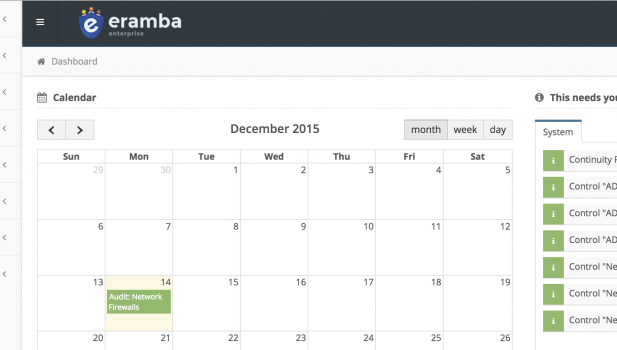 eramba
enterprise
Dashboard
Calendar
This needs you
December 2015
month week day
System
Sun Mon Tue Wed Thu Fri Sat
29 30 1 2 3 4 5
6 7 8 9 10 11 12
13 14 15 16 17 18 19
Audit: Network
Firewalls
20 21 22 23 24 25 26
Continuity P
Control "AD
Control "AD
Control "AD
Control "Ne
Control "Ne
Control "Ne